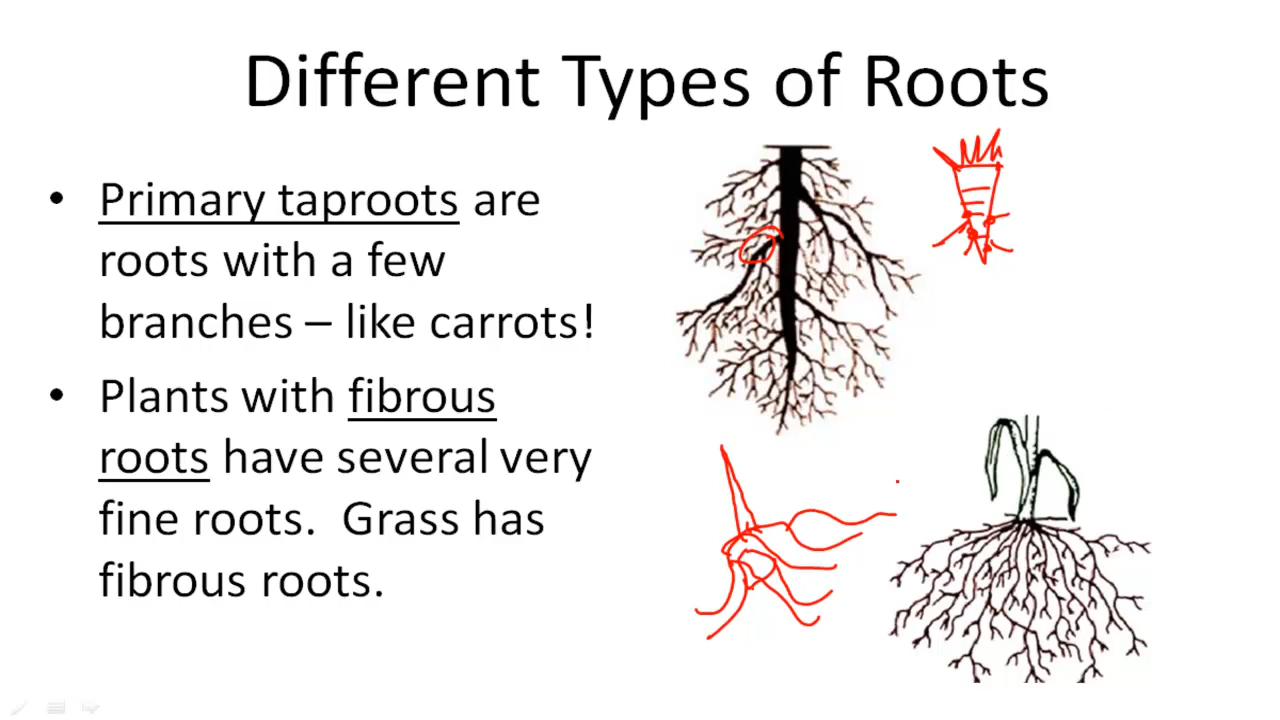 Different Types of Roots
• Primary taproots are
roots with a few
branches – like carrots!
• Plants with fibrous
roots have several very
fine roots.  Grass has
fibrous roots.